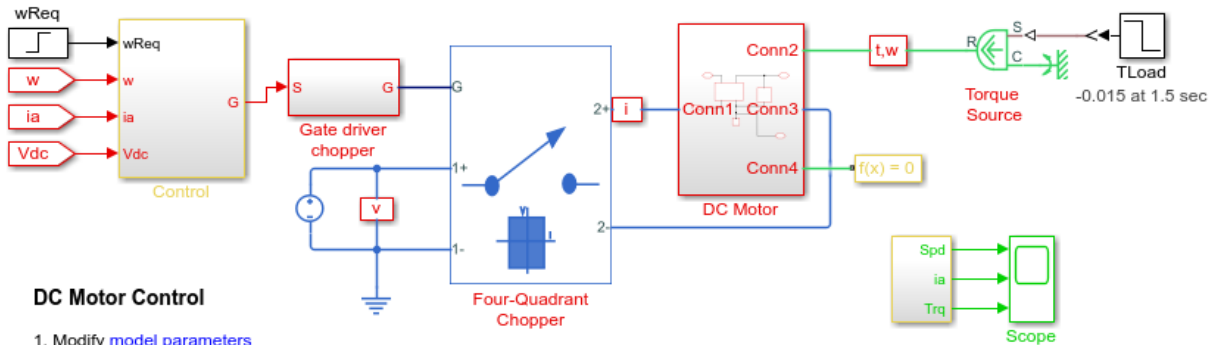 wReq
wReq
w
w
ia
ia
Vdc
Vdc
G
Control
S
G
Gate driver
chopper
G
1+
1-
v
2+
2-
V
I
Four-Quadrant
Chopper
i
Conn1
Conn2
Conn3
Conn4
DC Motor
t,w
R
S
C
Torque
Source
TLoad
-0.015 at 1.5 sec
f(x) = 0
Spd
ia
Trq
Scope
DC Motor Control
1. Modify model parameters